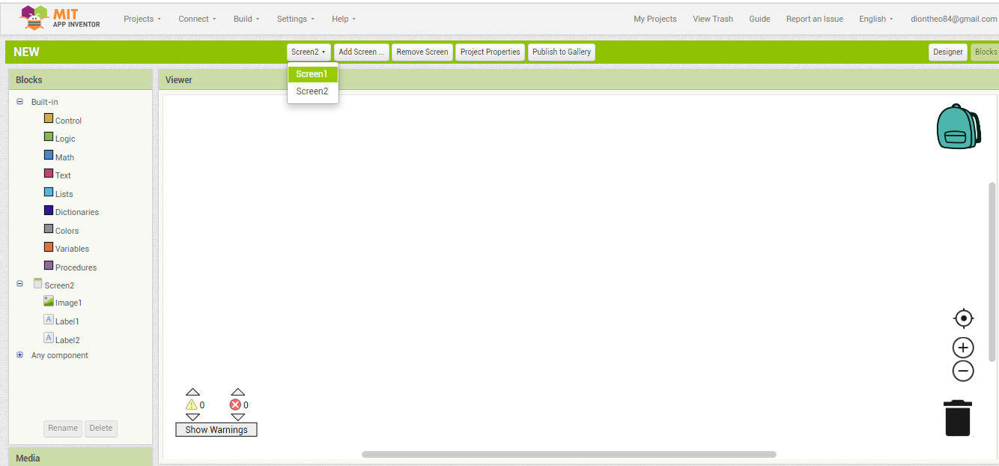 MIT
APP INVENTOR
Projects Connect Build Settings Help My Projects View Trash Guide Report an Issue English diontheo84@gmail.com
NEW Screen2 Add Screen ... Remove Screen Project Properties Publish to Gallery Designer Blocks
Screen1
Screen2
Blocks
Built-in
Control
Logic
Math
Text
Lists
Dictionaries
Colors
Variables
Procedures
Screen2
Image1
Label1
Label2
Any component
Rename Delete
Media
Viewer
0 0
Show Warnings